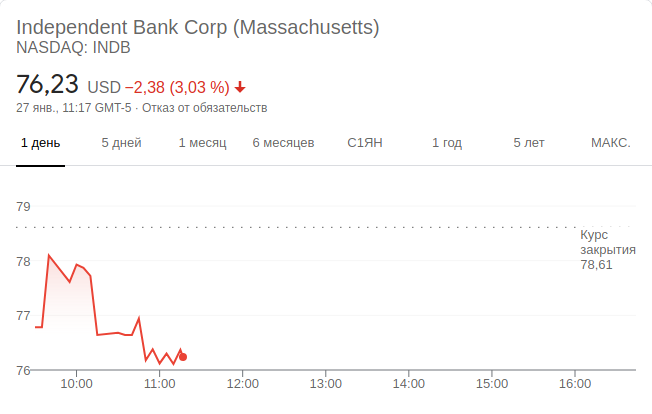 Independent Bank Corp (Massachusetts)
NASDAQ: INDB
76,23 USD −2,38 (3,03 %)
27 янв., 11:17 GMT-5 · Отказ от обязательств
1 день 5 дней 1 месяц 6 месяцев С1ЯН 1 год 5 лет МАКС.
79
Курс
закрытия
78,61
78
77
76
10:00 11:00 12:00 13:00 14:00 15:00 16:00